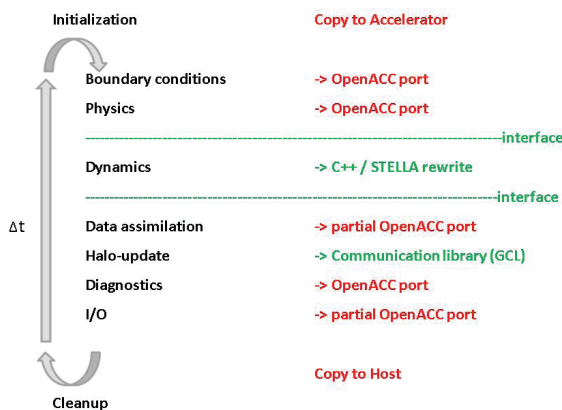 Initialization Copy to Accelerator
Boundary conditions -> OpenACC port
Physics -> OpenACC port
interface
Dynamics -> C++ / STELLA rewrite
interface
Data assimilation -> partial OpenACC port
Δt
Halo-update -> Communication library (GCL)
Diagnostics -> OpenACC port
I/O -> partial OpenACC port
Copy to Host
Cleanup